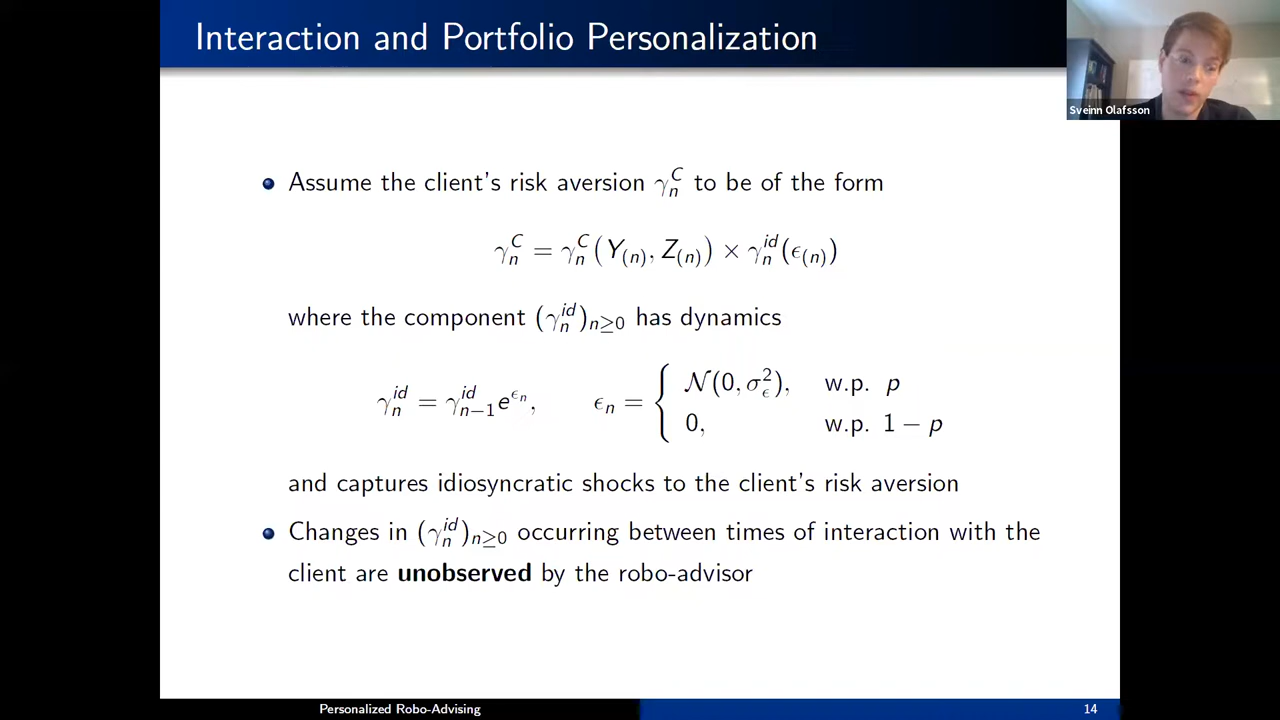 Interaction and Portfolio Personalization
Sveinn Olafsson
Assume the client's risk aversion γ_n^C to be of the form
γ_n^C = γ_n^C(Y_(n), Z_(n)) × γ_n^id(ϵ_(n))
where the component (γ_n^id)_n≥0 has dynamics
γ_n^id = γ_n−1^id e^ϵ_n, ϵ_n = { 𝒩(0, σ_ϵ^2), w.p. p
0, w.p. 1 − p
and captures idiosyncratic shocks to the client's risk aversion
Changes in (γ_n^id)_n≥0 occurring between times of interaction with the
client are unobserved by the robo-advisor
Personalized Robo-Advising
14